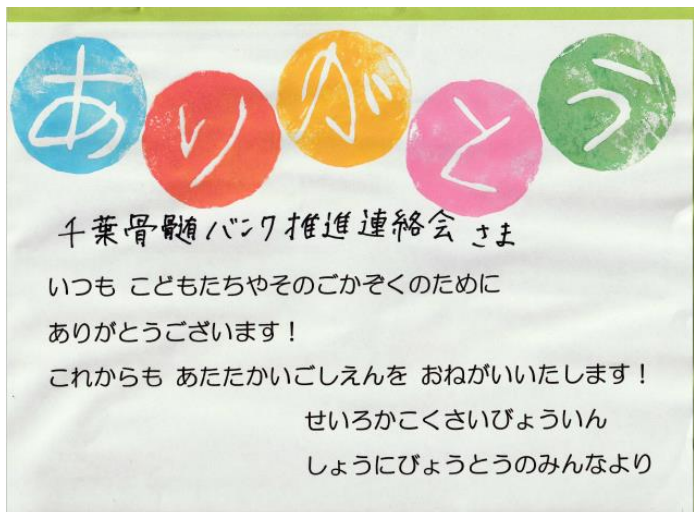 ありがとう
千葉骨髄バンク推進連絡会 さま
いつも こどもたちやそのごかぞくのために
ありがとうございます！
これからも あたたかいごしえんを おねがいいたします！
せいろかこくさいびょういん
しょうにびょうとうのみんなより